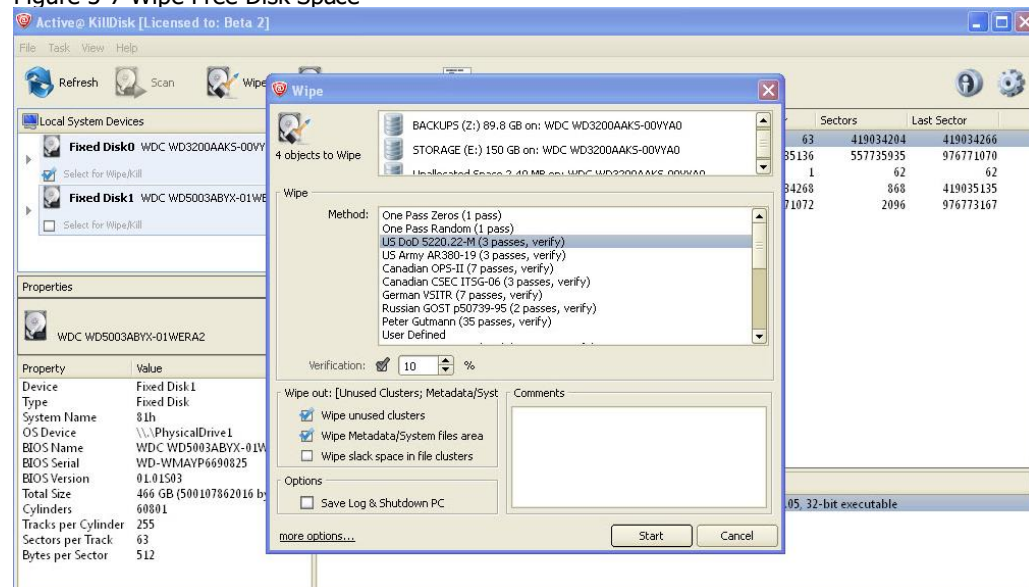 Figure 5-7 Wipe Free Disk Space
Active@ KillDisk [Licensed to: Beta 2]
File Task View Help
Refresh Scan Wipe
Local System Devices
Fixed Disk0 WDC WD3200AAKS-00VY
Select for Wipe/Kill
Fixed Disk1 WDC WD5003ABYX-01WE
Select for Wipe/Kill
Properties
WDC WD5003ABYX-01WERA2
Property Value
Device Fixed Disk1
Type Fixed Disk
System Name 81h
OS Device \\.\PhysicalDrive1
BIOS Name WDC WD5003ABYX-01W
BIOS Serial WD-WMAYP6690825
BIOS Version 01.01S03
Total Size 466 GB (500107862016 by
Cylinders 60801
Tracks per Cylinder 255
Sectors per Track 63
Bytes per Sector 512
Wipe
4 objects to Wipe
BACKUPS (Z:) 89.8 GB on: WDC WD3200AAKS-00VYA0
STORAGE (E:) 150 GB on: WDC WD3200AAKS-00VYA0
Unallocated Space 2.49 MB on: WDC WD3200AAKS-00VYA0
Wipe
Method:
One Pass Zeros (1 pass)
One Pass Random (1 pass)
US DoD 5220.22-M (3 passes, verify)
US Army AR380-19 (3 passes, verify)
Canadian OPS-II (7 passes, verify)
Canadian CSEC ITSG-06 (3 passes, verify)
German VSITR (7 passes, verify)
Russian GOST p50739-95 (2 passes, verify)
Peter Gutmann (35 passes, verify)
User Defined
Verification: 10 %
Wipe out: [Unused Clusters; Metadata/Syst
Wipe unused clusters
Wipe Metadata/System files area
Wipe slack space in file clusters
Options
Save Log & Shutdown PC
Comments
more options...
Start Cancel
Sectors Last Sector
63 419034204 419034266
35136 557735935 976771070
1 62 62
34268 868 419035135
71072 2096 976773167
.05, 32-bit executable